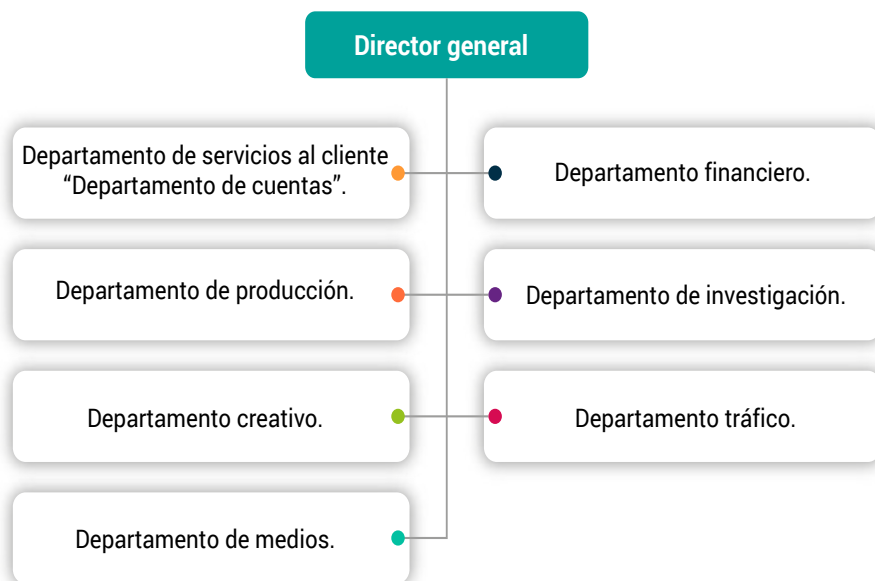 Director general
Departamento de servicios al cliente
“Departamento de cuentas”.
Departamento financiero.
Departamento de producción.
Departamento de investigación.
Departamento creativo.
Departamento tráfico.
Departamento de medios.